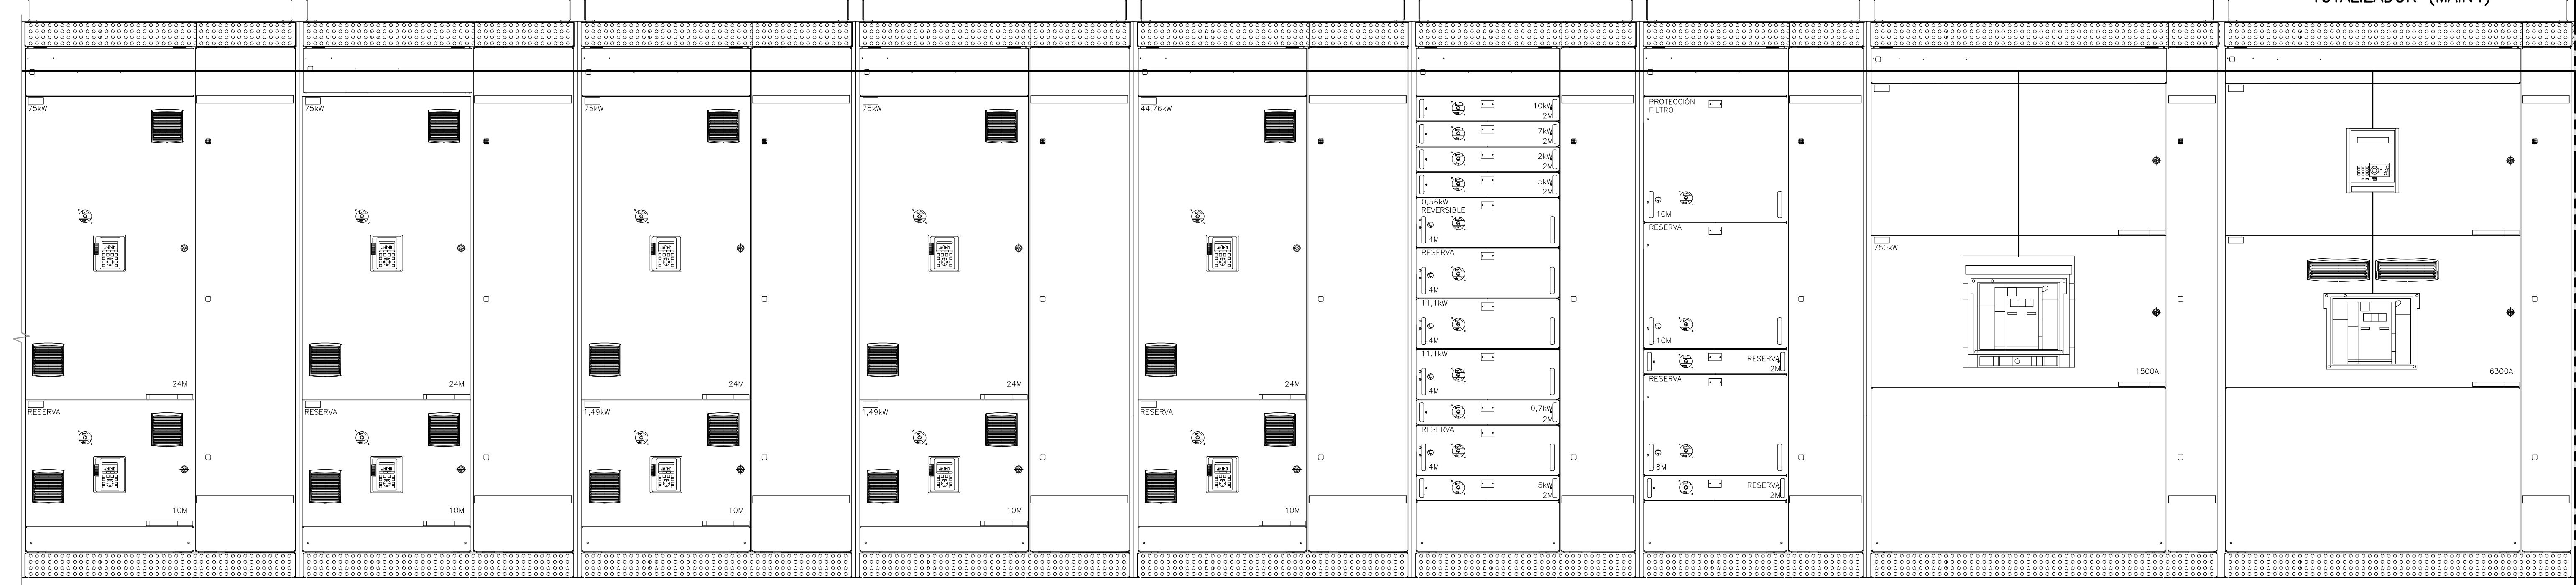 75kW
24M
RESERVA
10M
75kW
24M
RESERVA
10M
75kW
24M
1,49kW
10M
75kW
24M
1,49kW
10M
44,76kW
24M
RESERVA
10M
10kW
2M
7kW
2M
2kW
2M
5kW
2M
0,56kW
REVERSIBLE
4M
RESERVA
4M
11,1kW
4M
11,1kW
4M
0,7kW
2M
RESERVA
4M
5kW
2M
PROTECCIÓN
FILTRO
10M
RESERVA
10M
RESERVA
2M
RESERVA
8M
RESERVA
2M
750kW
1500A
TOTALIZADOR (MAIN1)
6300A